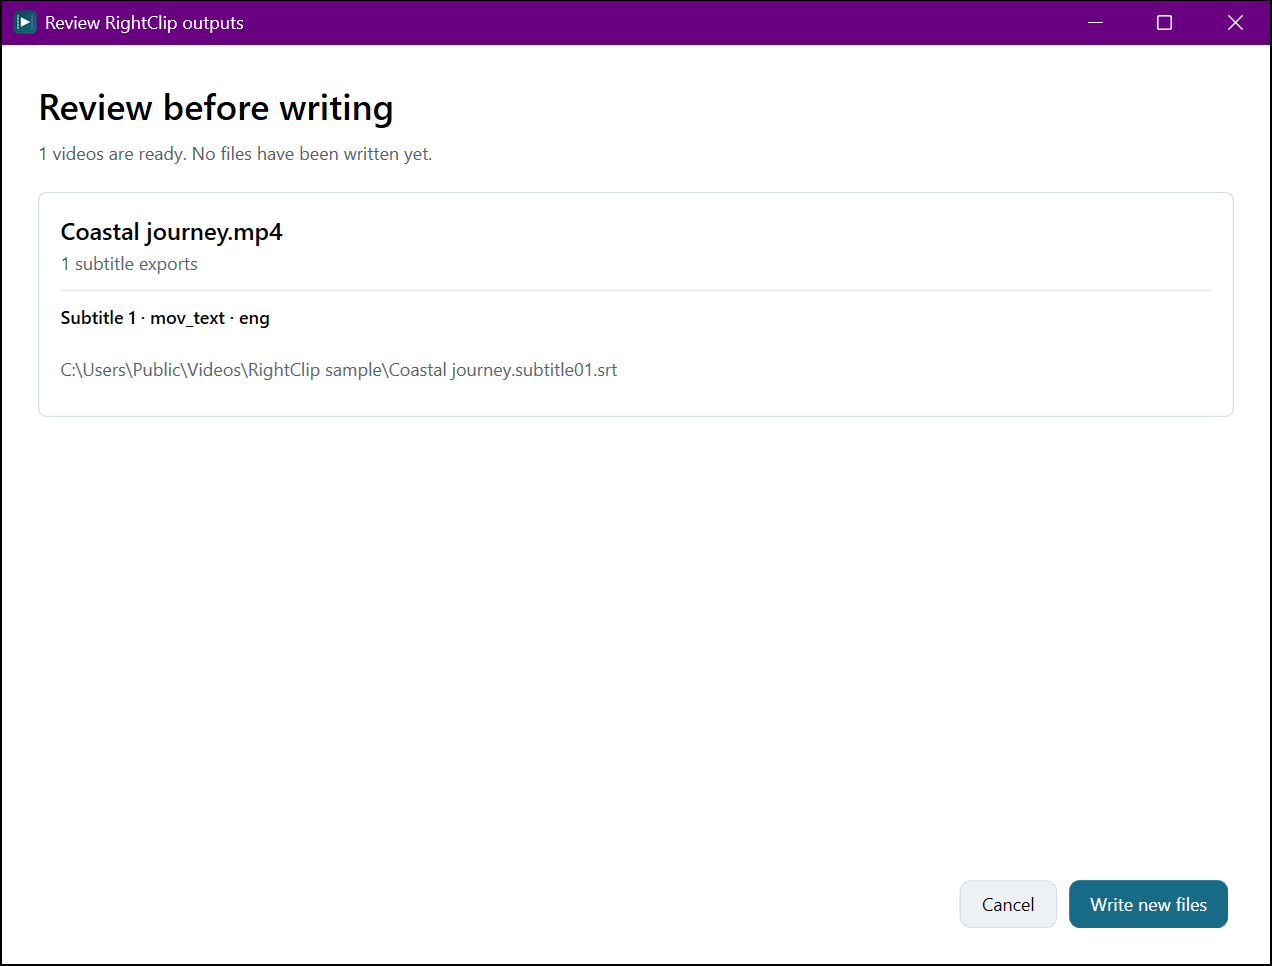 Review RightClip outputs
Review before writing
1 videos are ready. No files have been written yet.
Coastal journey.mp4
1 subtitle exports
Subtitle 1 · mov_text · eng
C:\Users\Public\Videos\RightClip sample\Coastal journey.subtitle01.srt
Cancel
Write new files